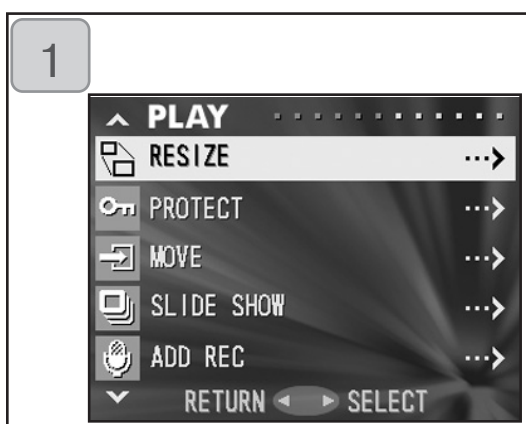 1
PLAY
RESIZE
PROTECT
MOVE
SLIDE SHOW
ADD REC
RETURN SELECT